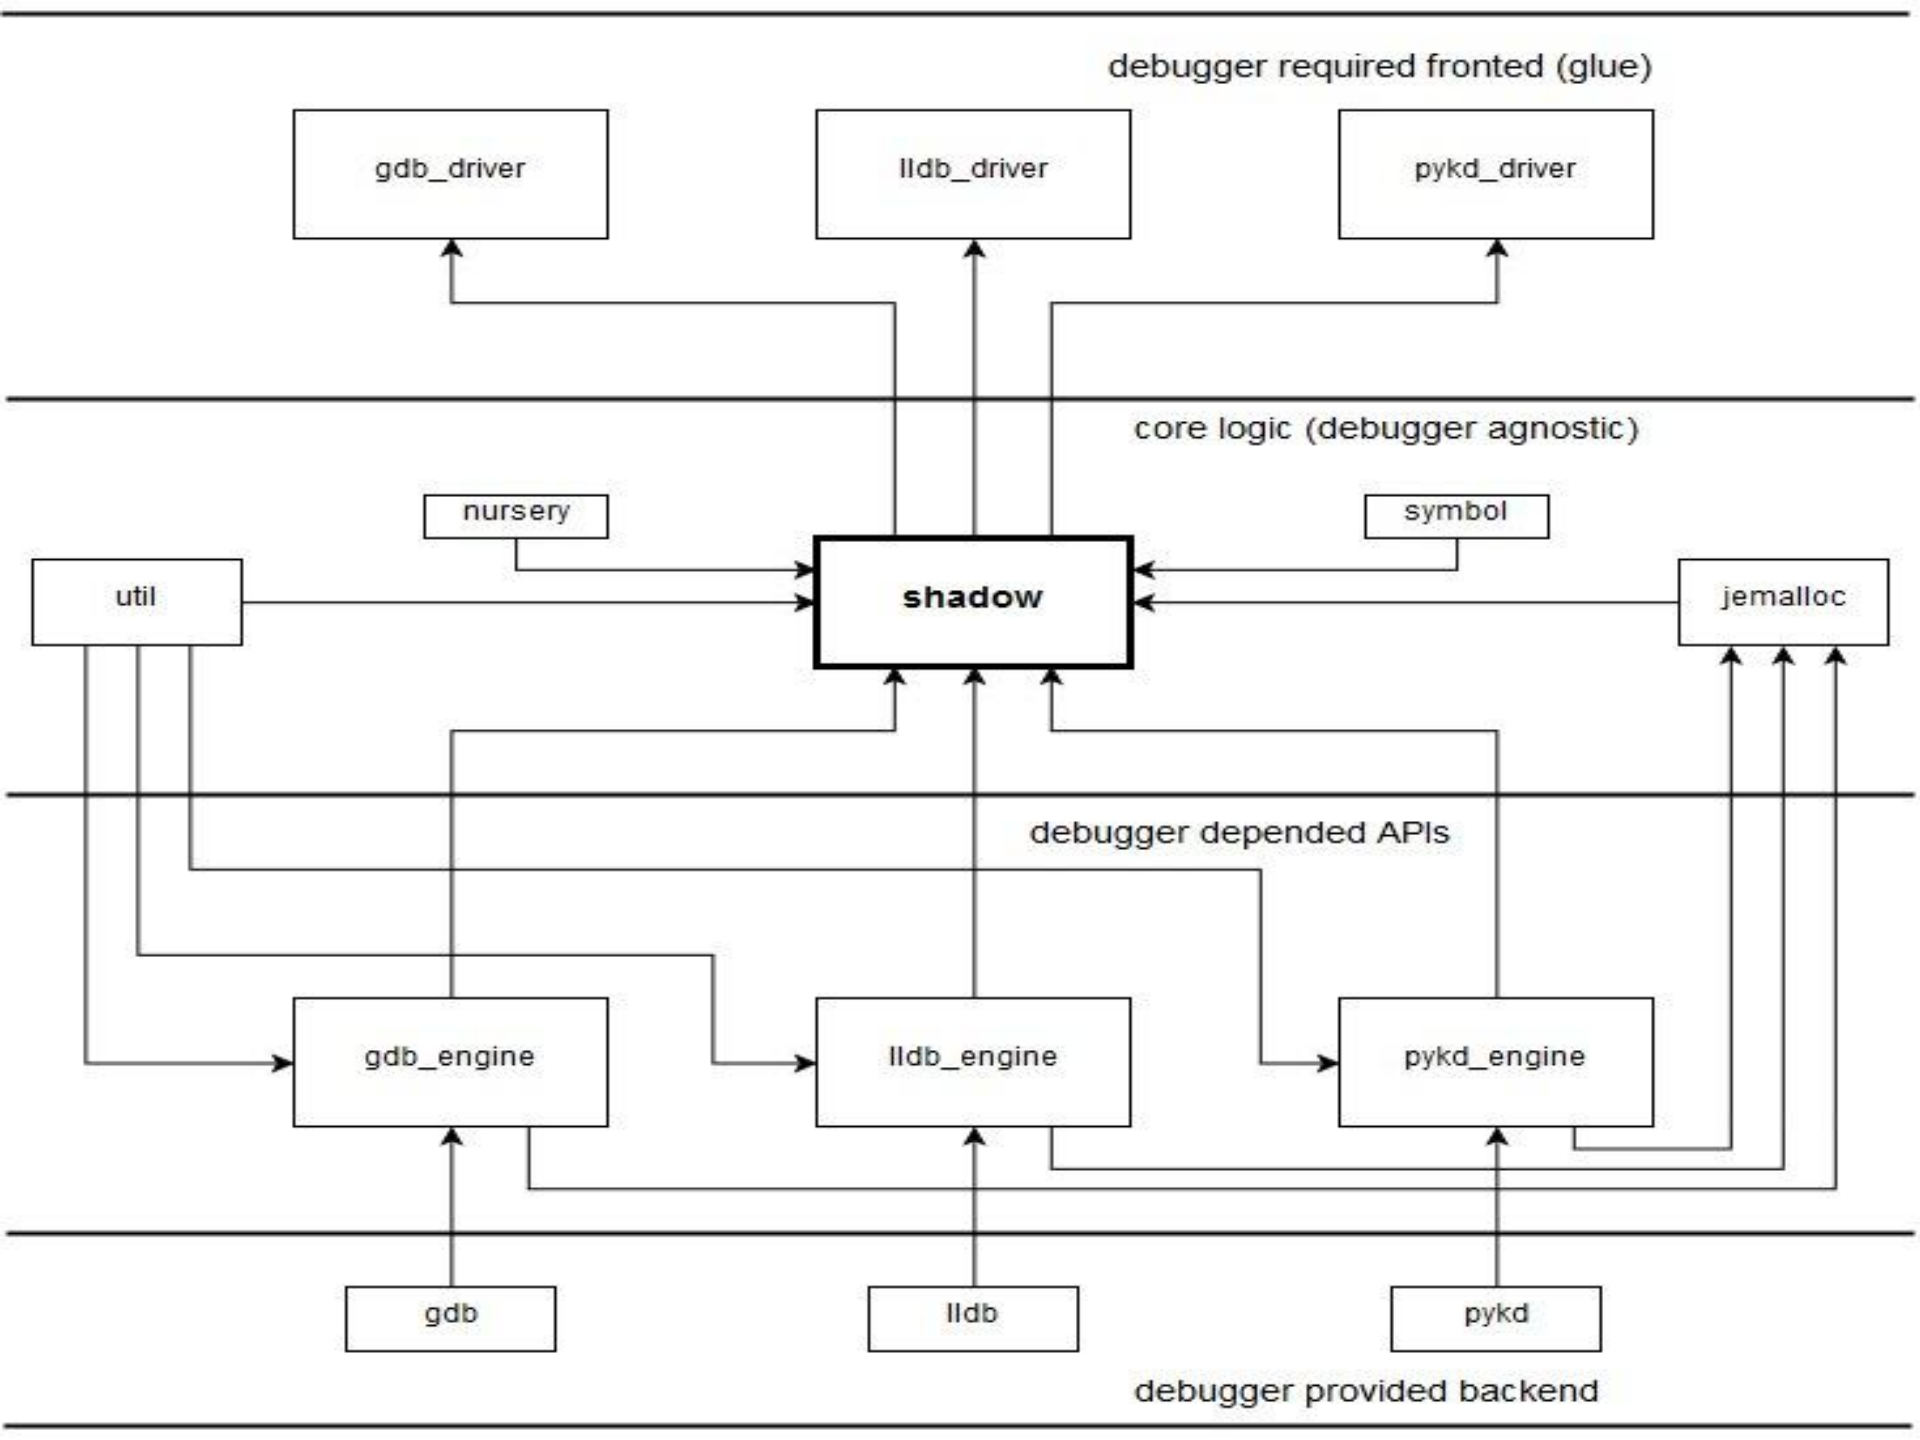 debugger required fronted (glue)
gdb_driver
lldb_driver
pykd_driver
core logic (debugger agnostic)
nursery
symbol
util
shadow
jemalloc
debugger depended APIs
gdb_engine
lldb_engine
pykd_engine
gdb
lldb
pykd
debugger provided backend